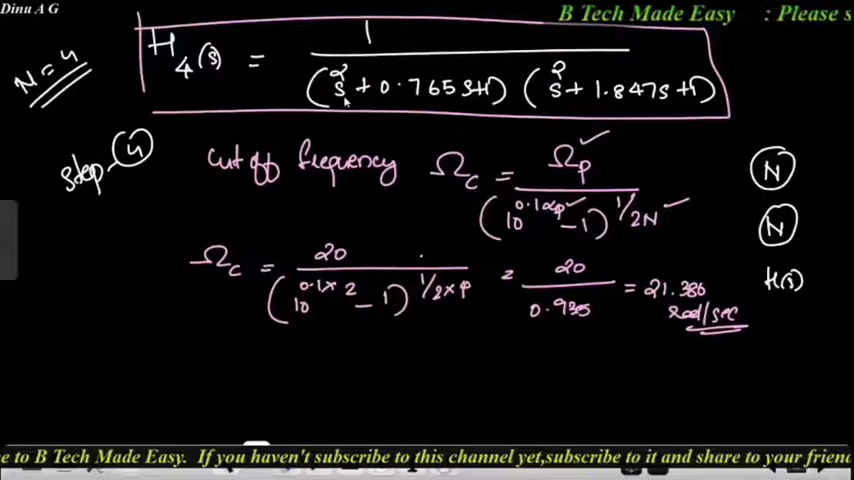 Dinu A G
B Tech Made Easy : Please s
N=4
H₄(s) = 1 / (s² + 0.765s+1) (s² + 1.847s+1)
step 4
cut off frequency Ωc = Ωp / (10^0.1αp - 1)^1/2N
N
N
H(s)
Ωc = 20 / (10^0.1×2 - 1)^1/2×4 = 20 / 0.935 = 21.386 rad/sec
e to B Tech Made Easy. If you haven't subscribe to this channel yet,subscribe to it and share to your friend